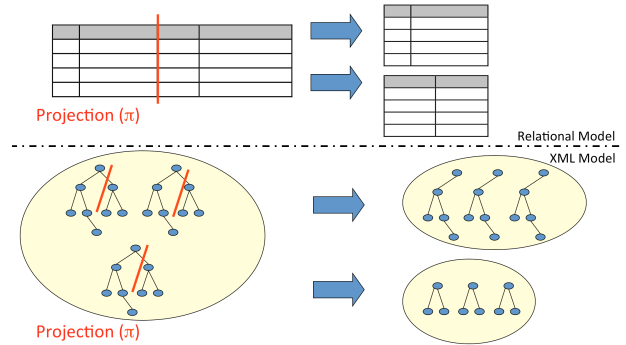 Projection (π)
Relational Model
XML Model
Projection (π)